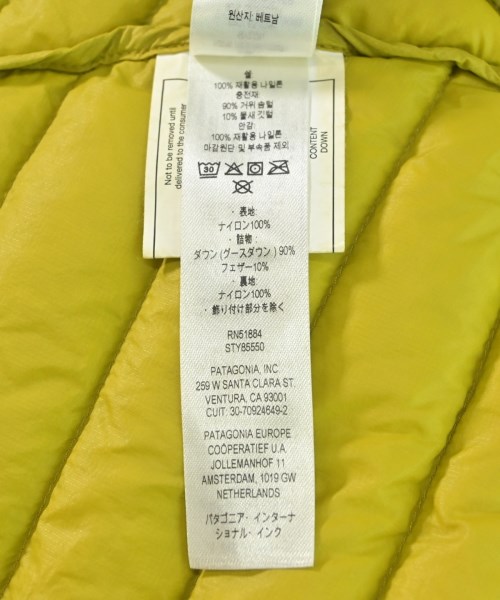 원산지: 베트남
쉘
100% 재활용 나일론
충전재:
90% 거위 솜털
10% 물새 깃털
안감:
100% 재활용 나일론
마감원단 및 부속품 제외
30
・表地:
ナイロン100%
・詰物:
ダウン (グースダウン ) 90%
フェザー10%
・裏地:
ナイロン100%
・飾り付け部分を除く
RN51884
STY85550
PATAGONIA, INC.
259 W SANTA CLARA ST.
VENTURA, CA 93001
CUIT: 30-70924649-2
PATAGONIA EUROPE
COÖPERATIEF U.A.
JOLLEMANHOF 11
AMSTERDAM, 1019 GW
NETHERLANDS
パタゴニア・インターナ
ショナル・インク
Not to be removed until
delivered to the consumer
CONTENT
DOWN